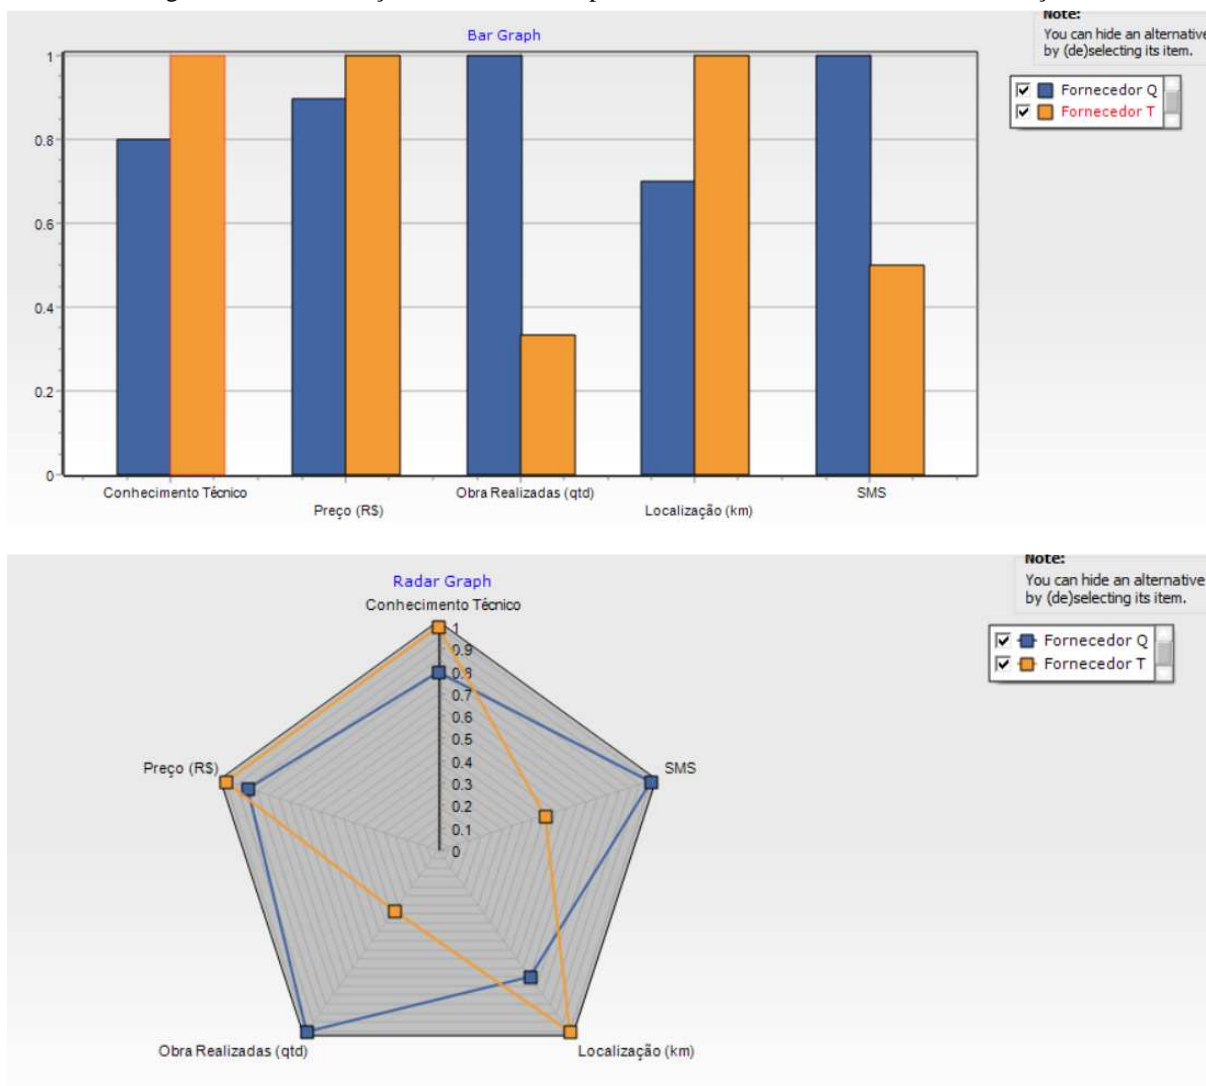 Note:
Bar Graph
You can hide an alternative
by (de)selecting its item.
Fornecedor Q
Fornecedor T
1
0.8
0.6
0.4
0.2
0
Conhecimento Técnico
Preço (R$)
Obra Realizadas (qtd)
Localização (km)
SMS
Note:
Radar Graph
You can hide an alternative
by (de)selecting its item.
Conhecimento Técnico
Fornecedor Q
Fornecedor T
1
0.9
0.8
0.7
0.6
0.5
0.4
0.3
0.2
0.1
0
Preço (R$)
SMS
Obra Realizadas (qtd)
Localização (km)